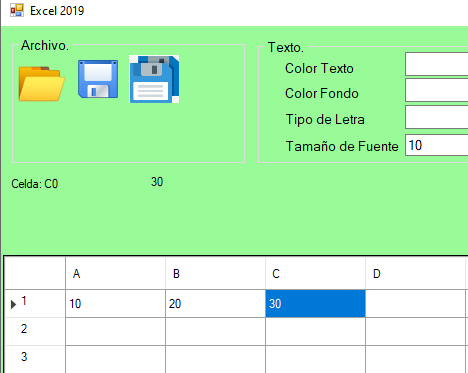 Excel 2019
Archivo.
Texto.
Color Texto
Color Fondo
Tipo de Letra
Tamaño de Fuente 10
Celda: C0 30
A B C D
1 10 20 30
2
3